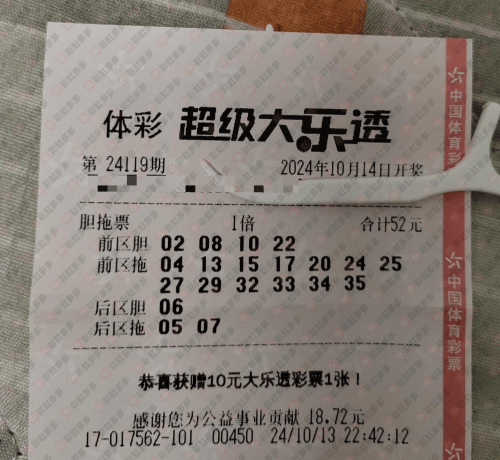 体彩 超级大乐透
第 24119期 2024年10月14日开奖
胆拖票 1倍 合计52元
前区胆 02 08 10 22
前区拖 04 13 15 17 20 24 25
27 29 32 33 34 35
后区胆 06
后区拖 05 07
恭喜获赠10元大乐透彩票1张！
感谢您为公益事业贡献 18.72元
17-017562-101 00450 24/10/13 22:42:12
中国体育彩
中国体育彩票